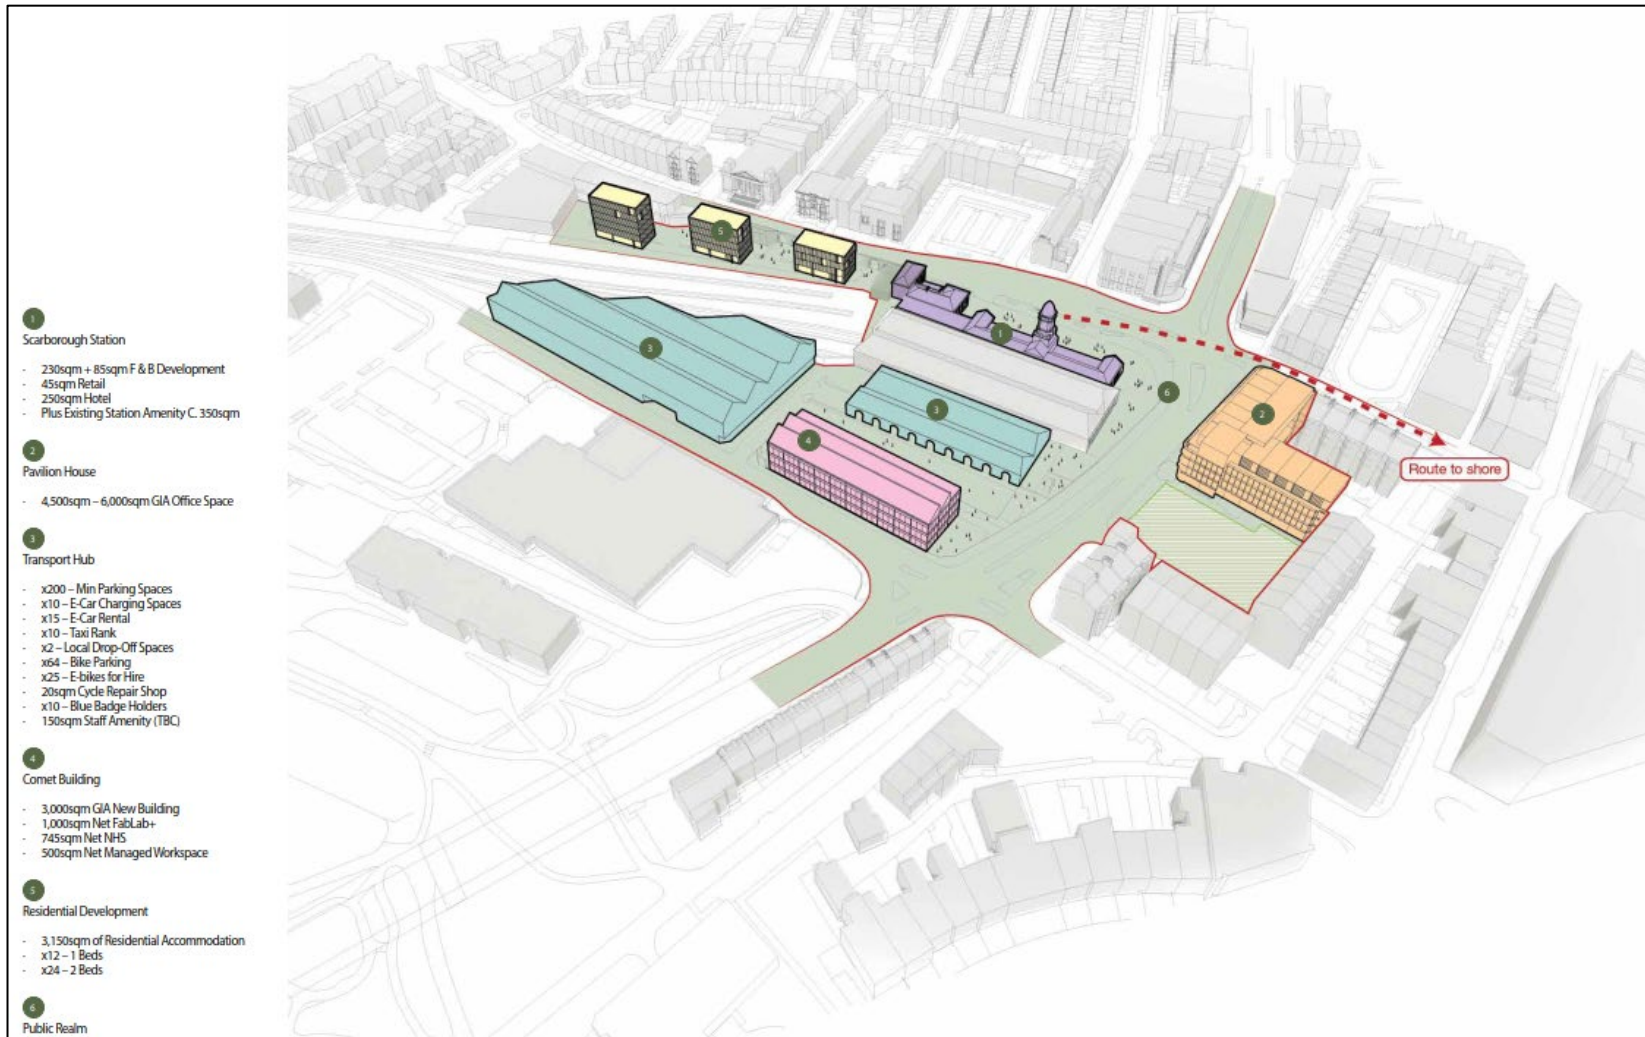 1
Scarborough Station
- 230sqm + 85sqm F & B Development
- 45sqm Retail
- 250sqm Hotel
- Plus Existing Station Amenity C. 350sqm
2
Pavilion House
- 4,500sqm – 6,000sqm GIA Office Space
3
Transport Hub
- x200 – Min Parking Spaces
- x10 – E-Car Charging Spaces
- x15 – E-Car Rental
- x10 – Taxi Rank
- x2 – Local Drop-Off Spaces
- x64 – Bike Parking
- x25 – E-bikes for Hire
- 20sqm Cycle Repair Shop
- x10 – Blue Badge Holders
- 150sqm Staff Amenity (TBC)
4
Comet Building
- 3,000sqm GIA New Building
- 1,000sqm Net FabLab+
- 745sqm Net NHS
- 500sqm Net Managed Workspace
5
Residential Development
- 3,150sqm of Residential Accommodation
- x12 – 1 Beds
- x24 – 2 Beds
6
Public Realm
5
1
3
6
3
2
4
Route to shore